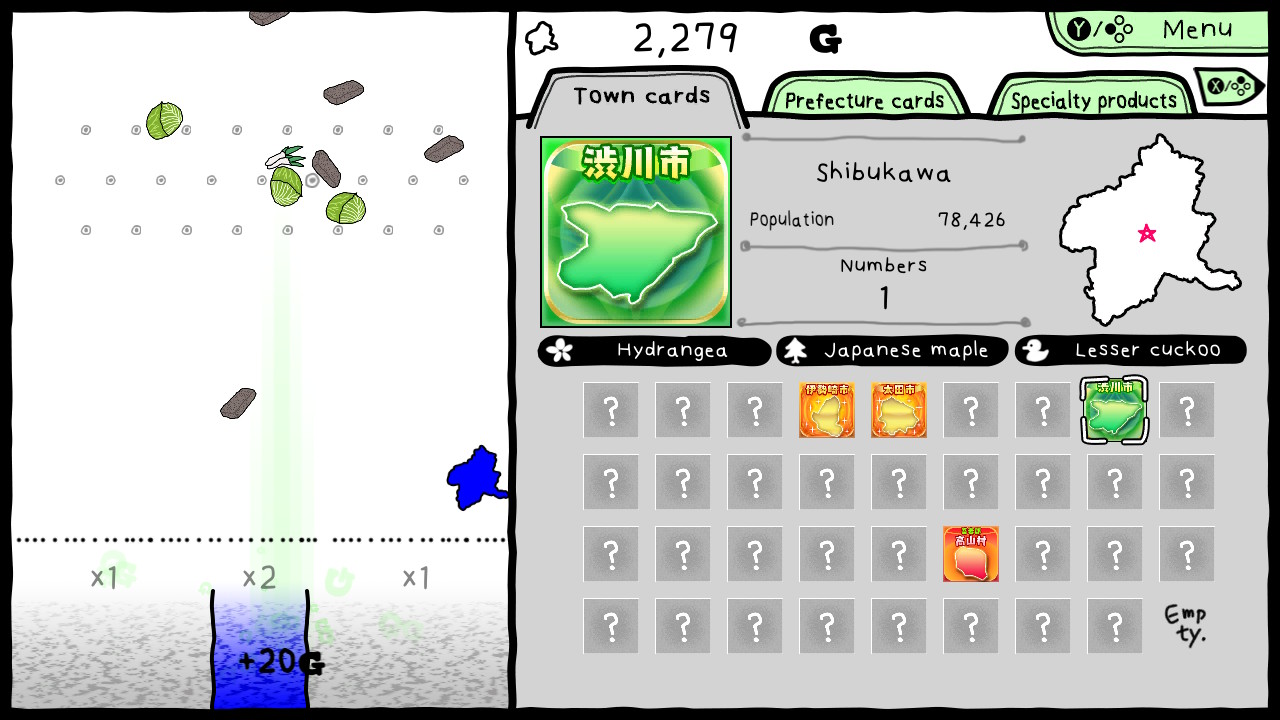 2,279 G
Y/ Menu
Town cards
Prefecture cards
Specialty products
X/
渋川市
Shibukawa
Population 78,426
Numbers
1
Hydrangea
Japanese maple
Lesser cuckoo
? ? ? 伊勢崎市 太田市 ? ? 渋川市 ?
? ? ? ? ? ? ? ? ?
? ? ? ? ? 高山村 ? ? ?
? ? ? ? ? ? ? ? Emp
ty.
x1 x2 x1
+20G